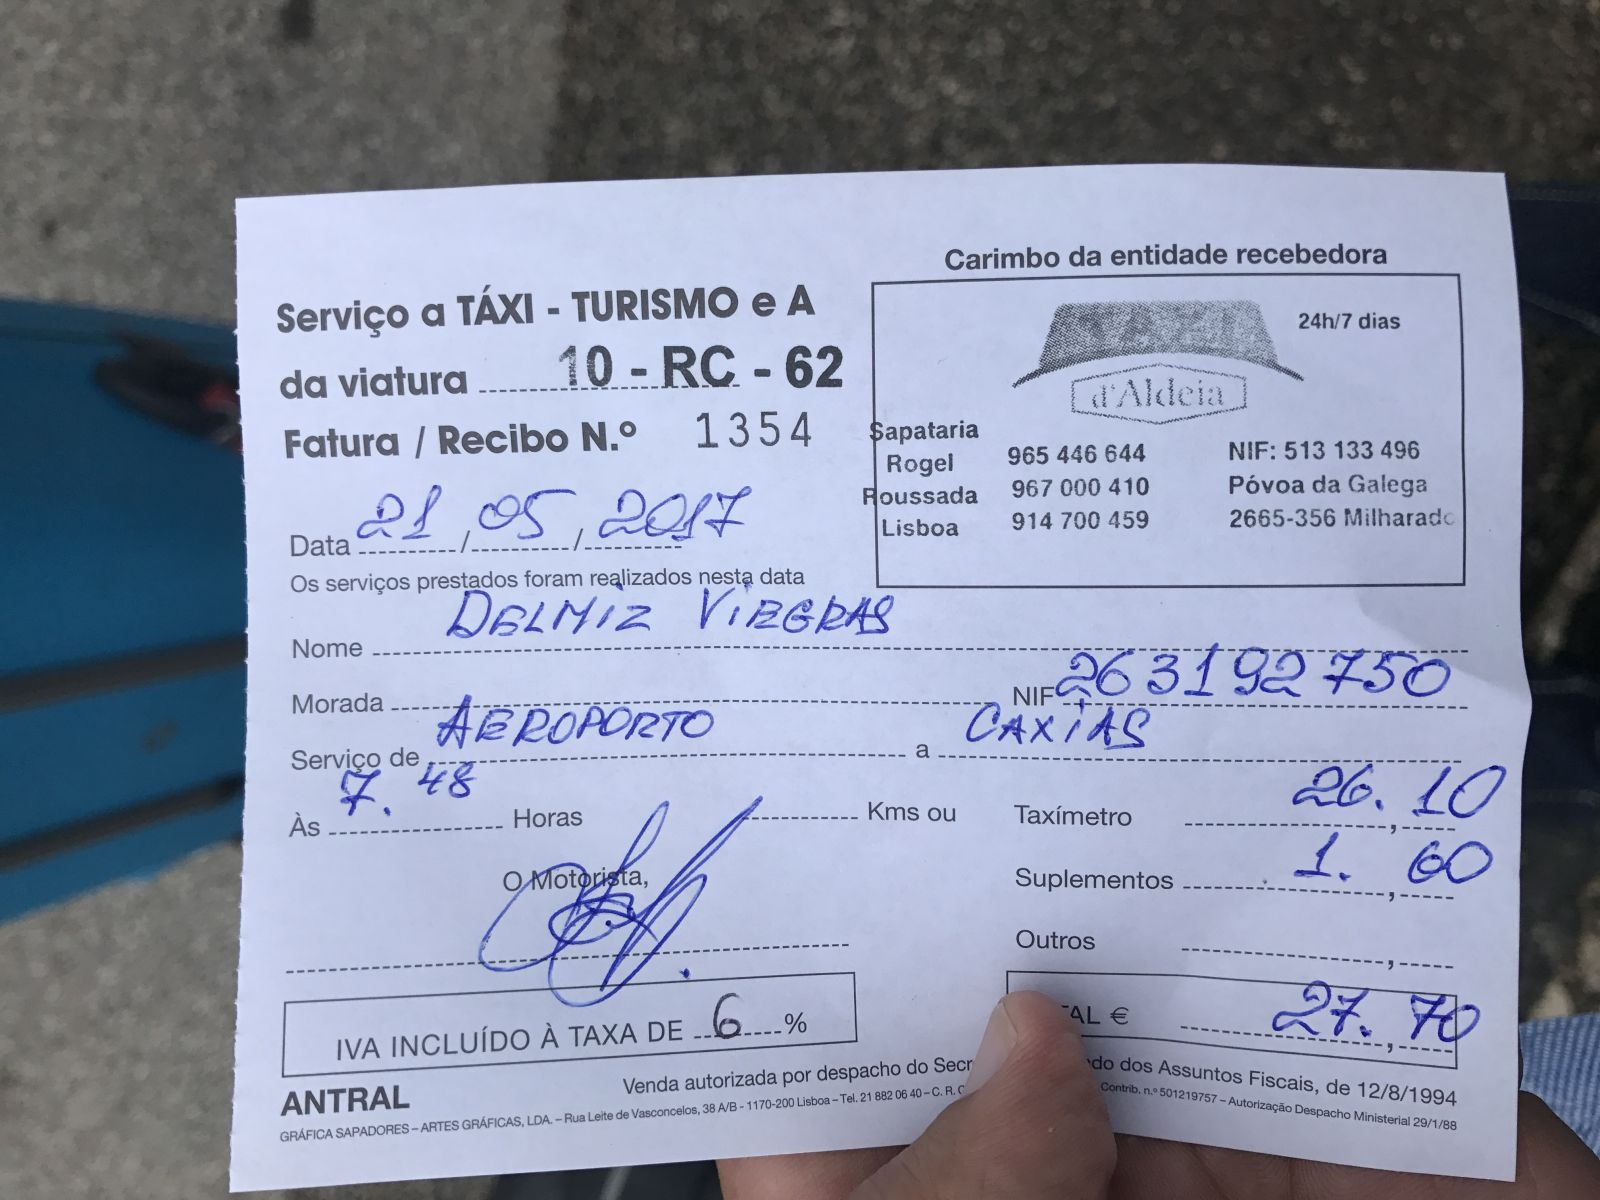 Carimbo da entidade recebedora
Serviço a TÁXI - TURISMO e A
da viatura 10 - RC - 62
Fatura / Recibo N.º 1354
24h/7 dias
d'Aldeia
Sapataria
Rogel 965 446 644 NIF: 513 133 496
Roussada 967 000 410 Póvoa da Galega
Lisboa 914 700 459 2665-356 Milharado
Data 21 / 05 / 2017
Os serviços prestados foram realizados nesta data
Nome DELMIZ VIEGRAS
Morada NIF 263192750
Serviço de AEROPORTO a CAXIAS
Às 7.48 Horas Kms ou Taxímetro 26.10
O Motorista, Suplementos 1.60
Outros
IVA INCLUÍDO À TAXA DE 6 % TAL € 27.70
ANTRAL Venda autorizada por despacho do Secr do dos Assuntos Fiscais, de 12/8/1994
GRÁFICA SAPADORES – ARTES GRÁFICAS, LDA. – Rua Leite de Vasconcelos, 38 A/B - 1170-200 Lisboa – Tel. 21 882 06 40 – C. R. C Contrib. n.º 501219757 – Autorização Despacho Ministerial 29/1/88